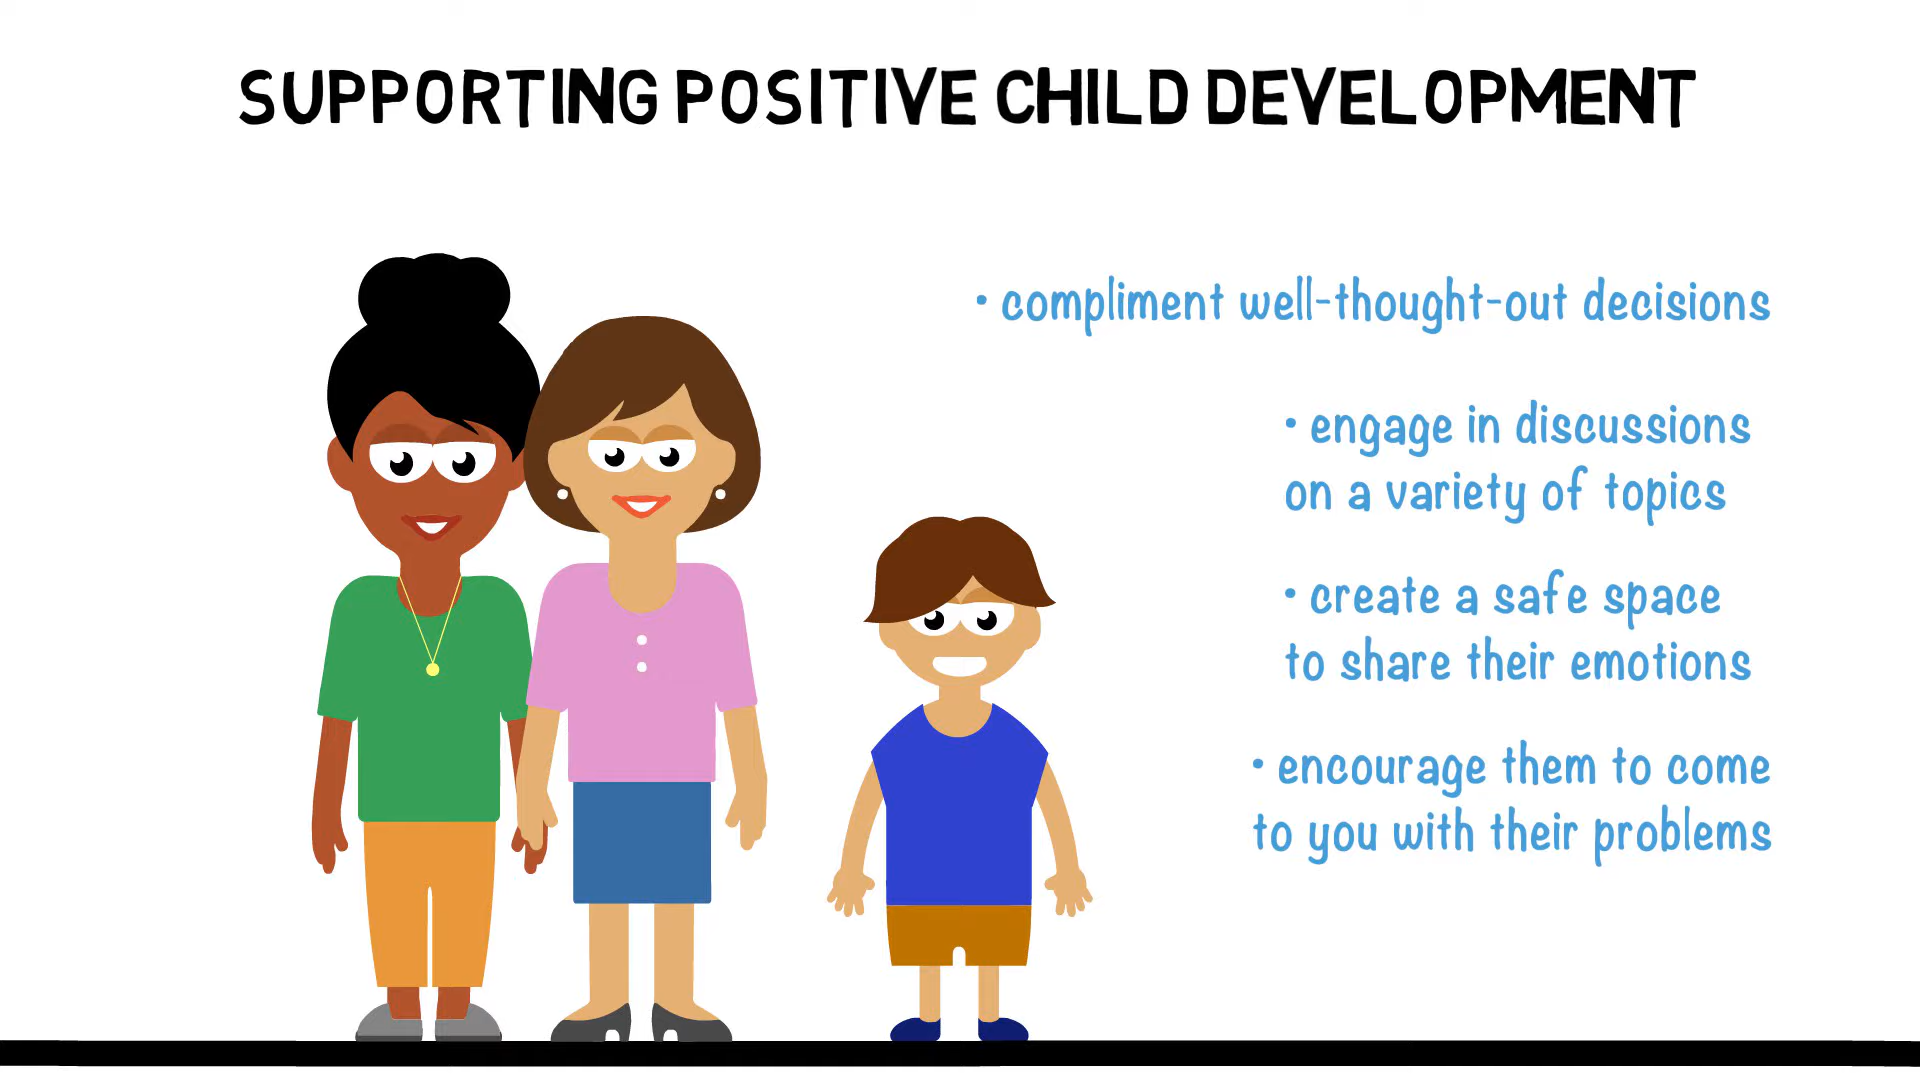 SUPPORTING POSITIVE CHILD DEVELOPMENT
• compliment well-thought-out decisions
• engage in discussions
on a variety of topics
• create a safe space
to share their emotions
• encourage them to come
to you with their problems